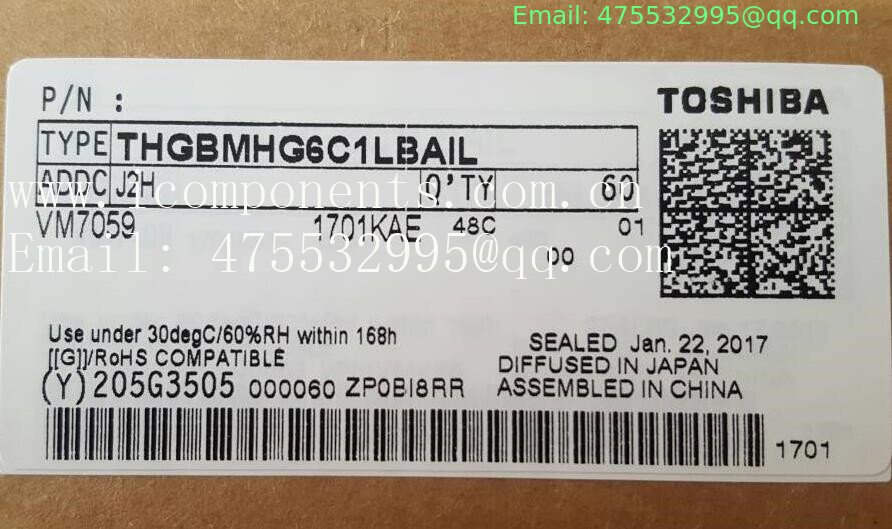 Email: 475532995@qq.com
P/N :
TOSHIBA
TYPE THGBMHG6C1LBAIL
ADDC J2H Q'TY 60
www.icomponents.com.cn
VM7059 1701KAE 48C 01
Email: 475532995@qq.com
00
Use under 30degC/60%RH within 168h
SEALED Jan. 22, 2017
[[G]]/RoHS COMPATIBLE
DIFFUSED IN JAPAN
(Y) 205G3505 000060 ZP0BI8RR ASSEMBLED IN CHINA
1701